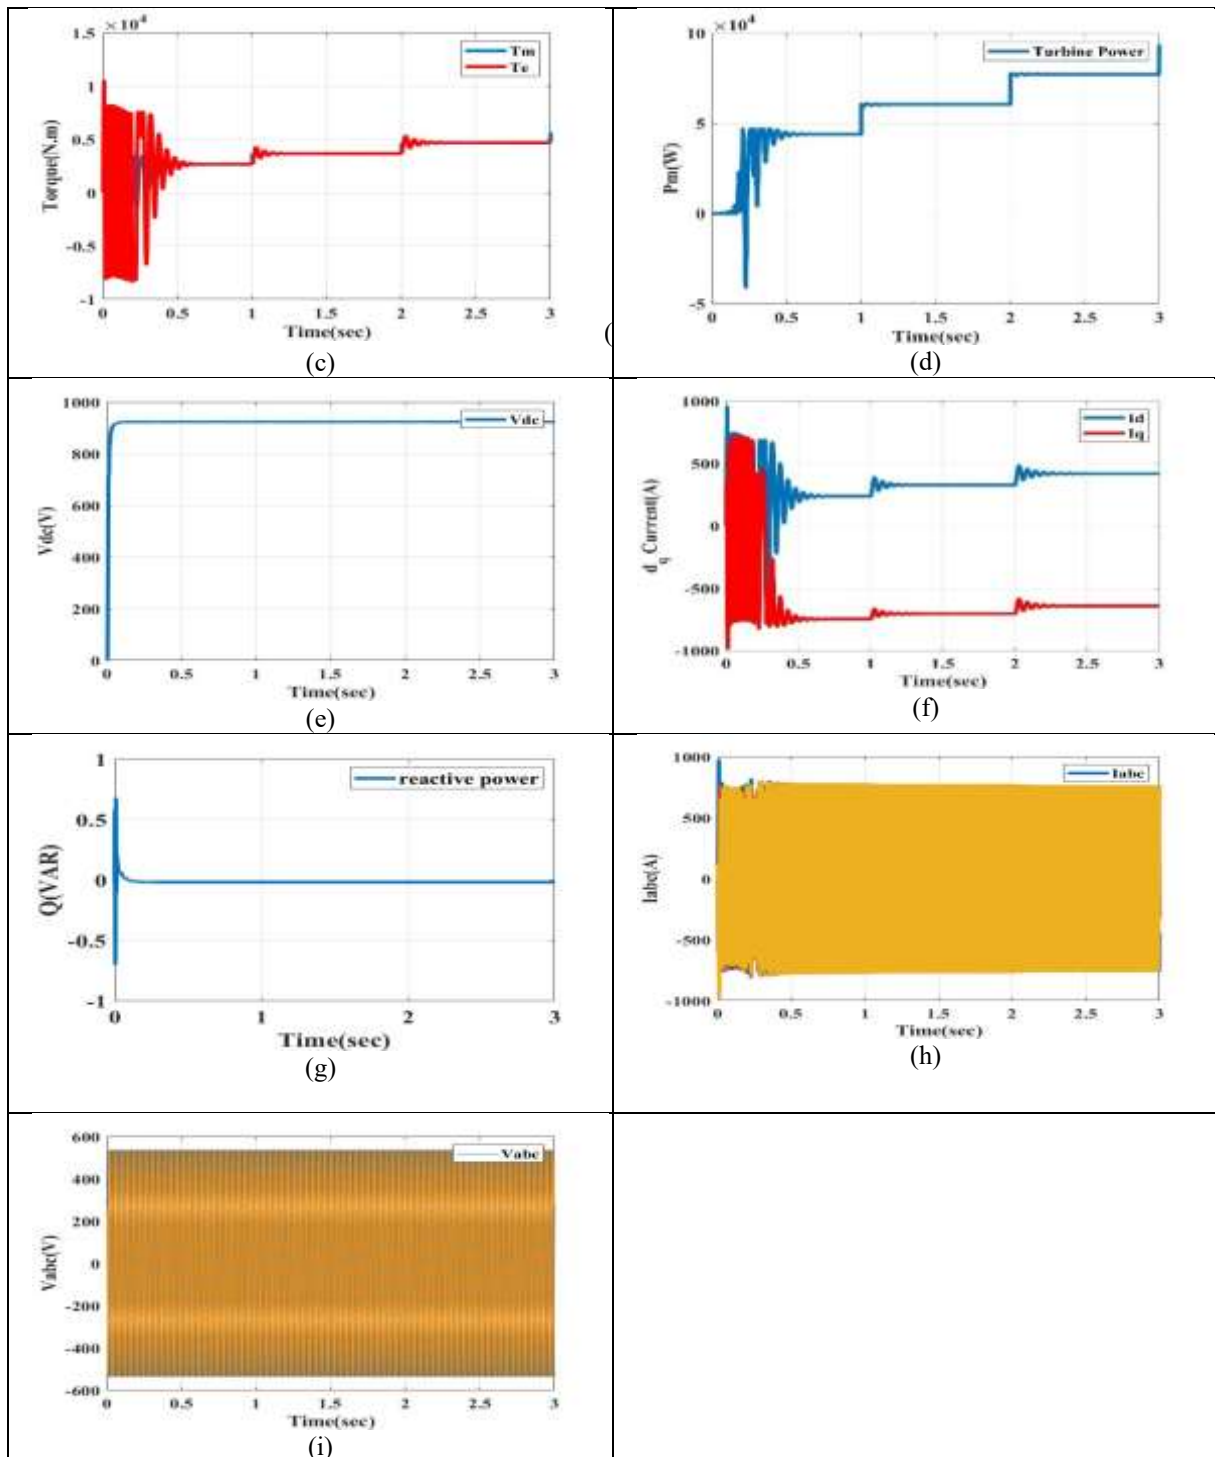 ×10⁴
1.5
Tm
Te
1
0.5
0
-0.5
-1
Torque(N.m)
0 0.5 1 1.5 2 2.5 3
Time(sec)
(c)
(
×10⁴
10
Turbine Power
5
0
-5
Pm(W)
0 0.5 1 1.5 2 2.5 3
Time(sec)
(d)
1000
Vdc
800
600
400
200
0
Vdc(V)
0 0.5 1 1.5 2 2.5 3
Time(sec)
(e)
1000
Id
Iq
500
0
-500
-1000
d_q Current(A)
0 0.5 1 1.5 2 2.5 3
Time(sec)
(f)
1
reactive power
0.5
0
-0.5
-1
Q(VAR)
0 1 2 3
Time(sec)
(g)
1000
Iabc
500
0
-500
-1000
Iabc(A)
0 0.5 1 1.5 2 2.5 3
Time(sec)
(h)
600
Vabc
400
200
0
-200
-400
-600
Vabc(V)
0 0.5 1 1.5 2 2.5 3
Time(sec)
(i)